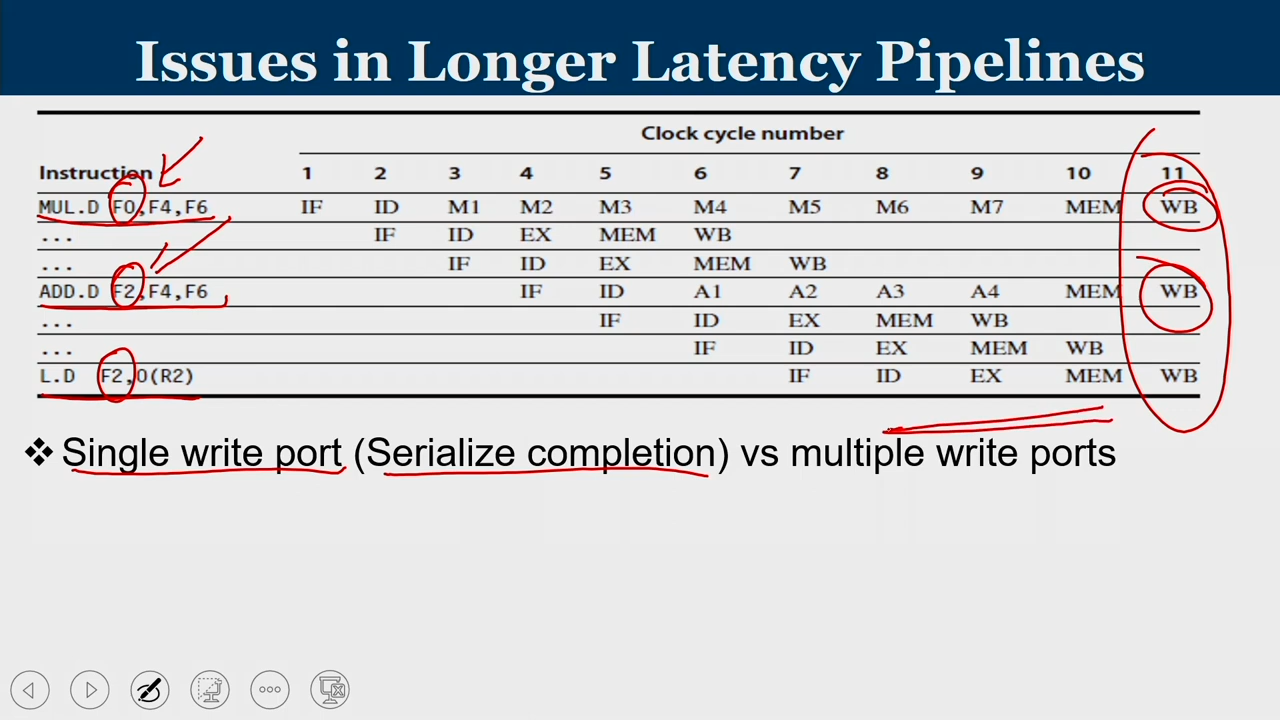 Issues in Longer Latency Pipelines
Clock cycle number
Instruction 1 2 3 4 5 6 7 8 9 10 11
MUL.D F0,F4,F6 IF ID M1 M2 M3 M4 M5 M6 M7 MEM WB
... IF ID EX MEM WB
... IF ID EX MEM WB
ADD.D F2,F4,F6 IF ID A1 A2 A3 A4 MEM WB
... IF ID EX MEM WB
... IF ID EX MEM WB
L.D F2,0(R2) IF ID EX MEM WB
❖ Single write port (Serialize completion) vs multiple write ports